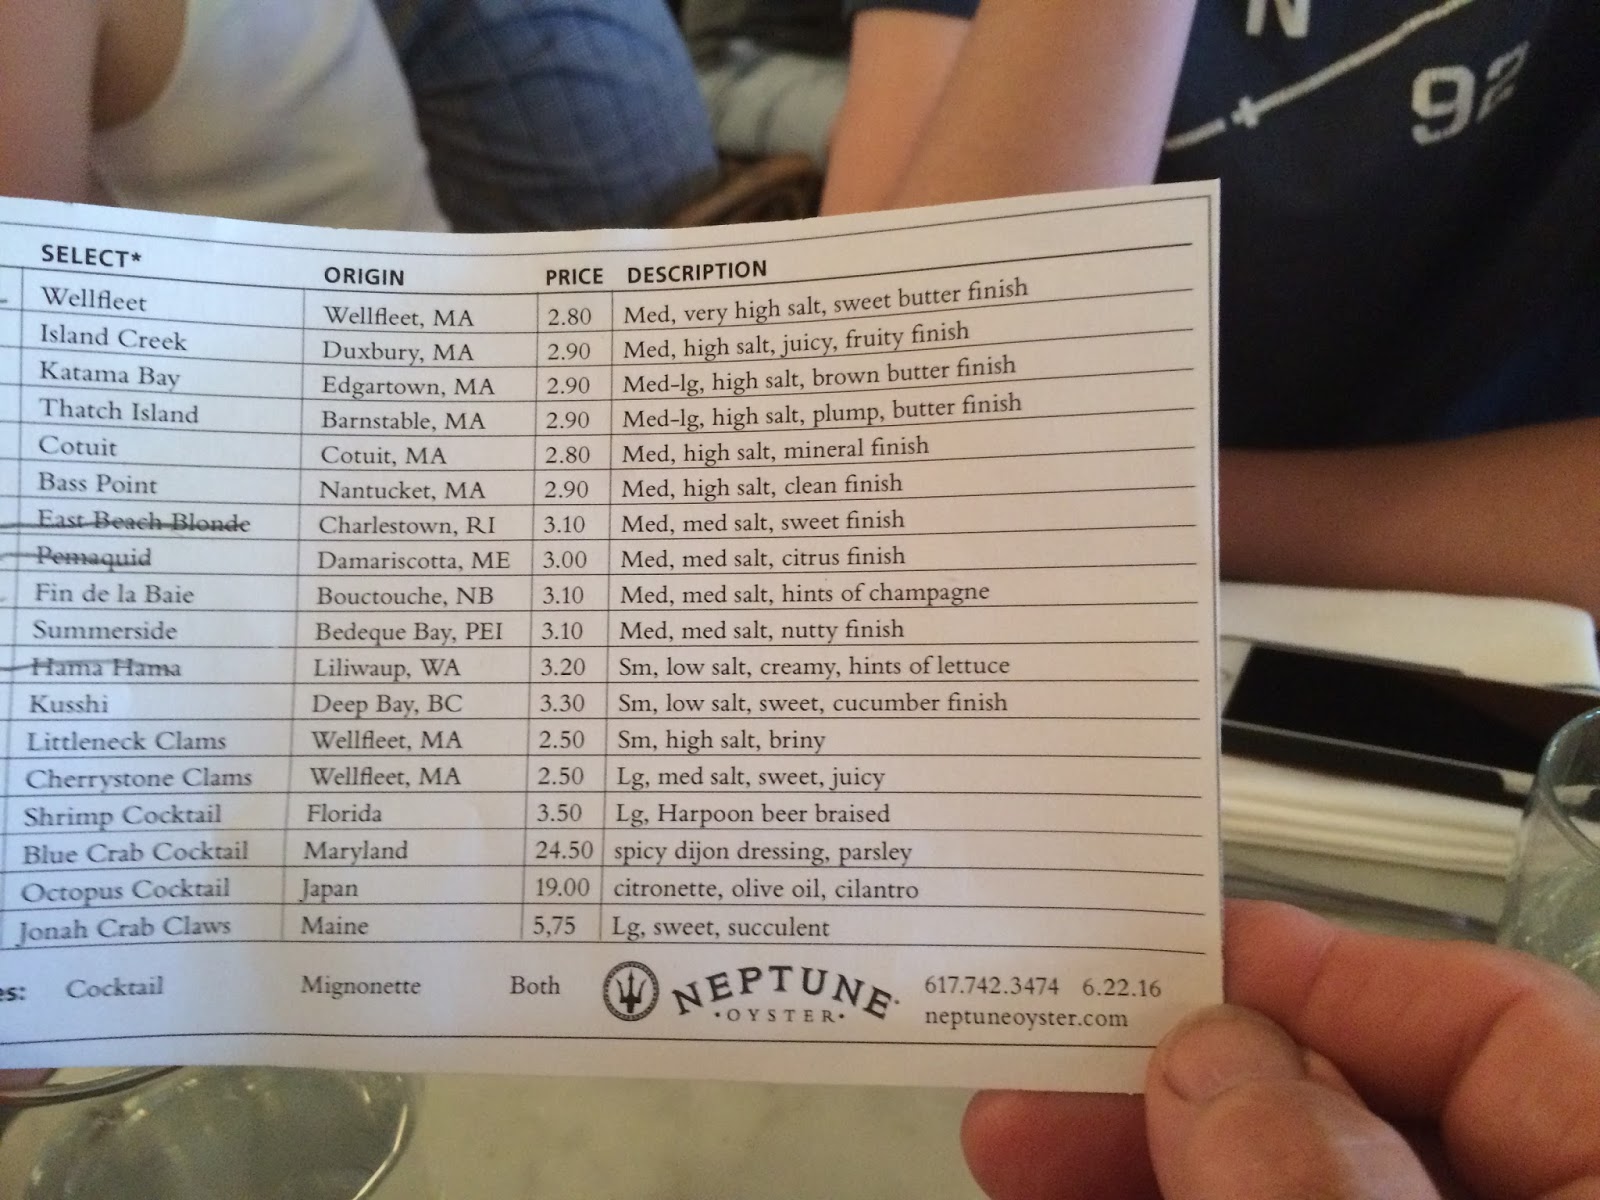 N
92
SELECT* ORIGIN PRICE DESCRIPTION
Wellfleet Wellfleet, MA 2.80 Med, very high salt, sweet butter finish
Island Creek Duxbury, MA 2.90 Med, high salt, juicy, fruity finish
Katama Bay Edgartown, MA 2.90 Med-lg, high salt, brown butter finish
Thatch Island Barnstable, MA 2.90 Med-lg, high salt, plump, butter finish
Cotuit Cotuit, MA 2.80 Med, high salt, mineral finish
Bass Point Nantucket, MA 2.90 Med, high salt, clean finish
East Beach Blonde Charlestown, RI 3.10 Med, med salt, sweet finish
Pemaquid Damariscotta, ME 3.00 Med, med salt, citrus finish
Fin de la Baie Bouctouche, NB 3.10 Med, med salt, hints of champagne
Summerside Bedeque Bay, PEI 3.10 Med, med salt, nutty finish
Hama Hama Liliwaup, WA 3.20 Sm, low salt, creamy, hints of lettuce
Kusshi Deep Bay, BC 3.30 Sm, low salt, sweet, cucumber finish
Littleneck Clams Wellfleet, MA 2.50 Sm, high salt, briny
Cherrystone Clams Wellfleet, MA 2.50 Lg, med salt, sweet, juicy
Shrimp Cocktail Florida 3.50 Lg, Harpoon beer braised
Blue Crab Cocktail Maryland 24.50 spicy dijon dressing, parsley
Octopus Cocktail Japan 19.00 citronette, olive oil, cilantro
Jonah Crab Claws Maine 5,75 Lg, sweet, succulent
es: Cocktail Mignonette Both NEPTUNE 617.742.3474 6.22.16
·OYSTER· neptuneoyster.com